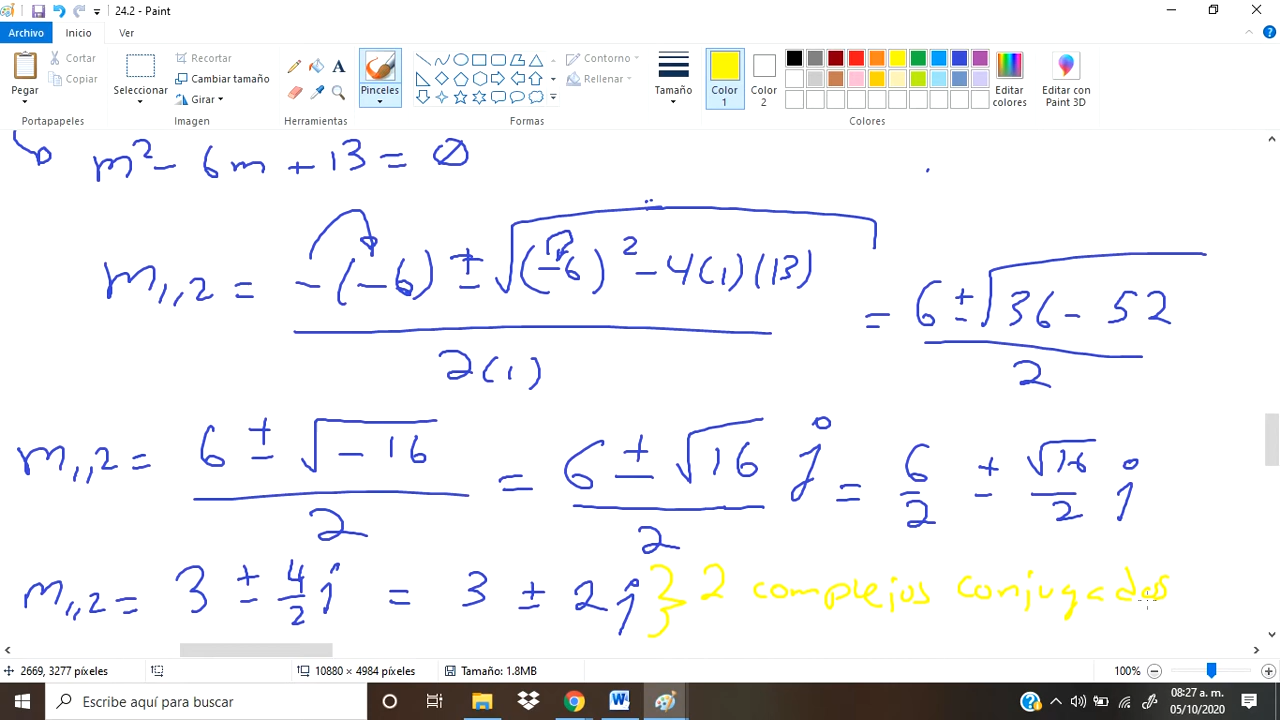 24.2 - Paint
Archivo Inicio Ver
Pegar
Cortar
Copiar
Portapapeles
Seleccionar
Recortar
Cambiar tamaño
Girar
Imagen
A
Herramientas
Pinceles
Contorno
Rellenar
Formas
Tamaño
Color 1
Color 2
Editar colores
Editar con Paint 3D
Colores
m² - 6m + 13 = 0
m₁,₂ = (-(-6) ± √((-6)² - 4(1)(13))) / 2(1) = (6 ± √(36 - 52)) / 2
m₁,₂ = (6 ± √(-16)) / 2 = (6 ± √16 j) / 2 = 6/2 ± √16/2 j
m₁,₂ = 3 ± 4/2 j = 3 ± 2j } 2 complejos conjugados
2669, 3277 píxeles 10880 × 4984 píxeles Tamaño: 1.8MB 100%
Escribe aquí para buscar
08:27 a. m.
05/10/2020